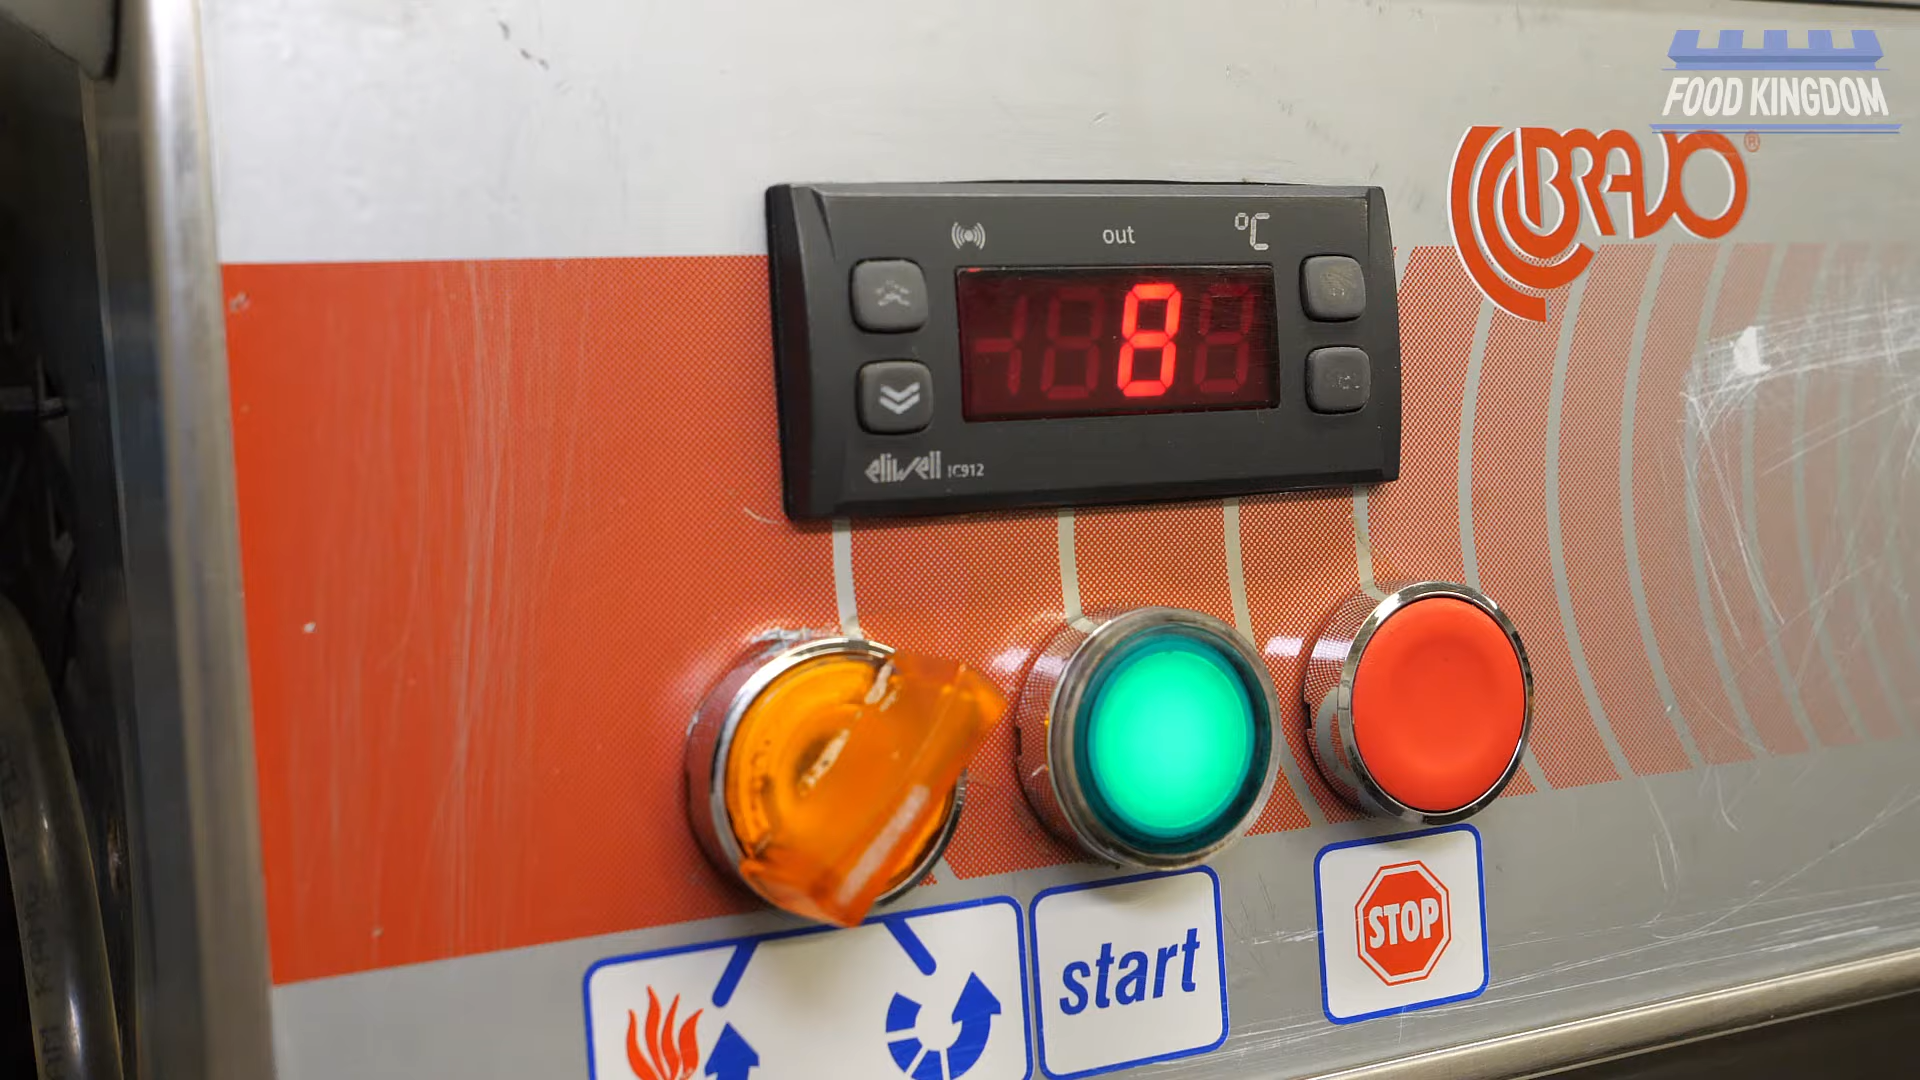 FOOD KINGDOM
BRAVO®
out
°C
8
eliwell IC912
start
STOP